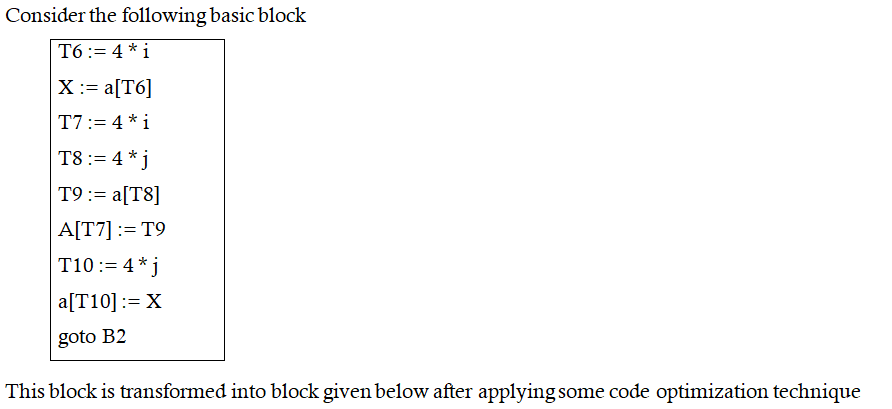 Consider the following basic block
T6 := 4 * i
X := a[T6]
T7 := 4 * i
T8 := 4 * j
T9 := a[T8]
A[T7] := T9
T10 := 4 * j
a[T10] := X
goto B2
This block is transformed into block given below after applying some code optimization technique